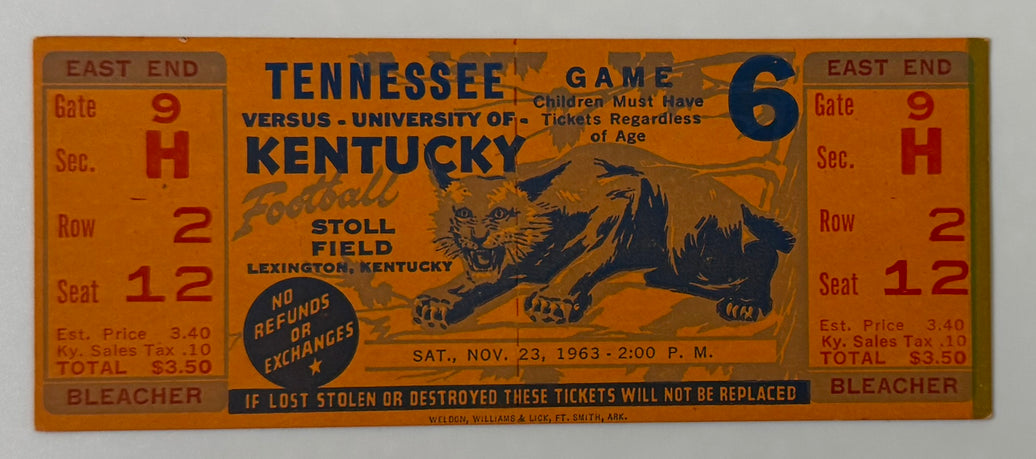 EAST END
Gate 9
Sec. H
Row 2
Seat 12
Est. Price 3.40
Ky. Sales Tax .10
TOTAL $3.50
BLEACHER
TENNESSEE
VERSUS - UNIVERSITY OF -
KENTUCKY
Football
STOLL
FIELD
LEXINGTON, KENTUCKY
NO
REFUNDS
OR
EXCHANGES
GAME 6
Children Must Have
Tickets Regardless
of Age
SAT., NOV. 23, 1963 - 2:00 P. M.
IF LOST STOLEN OR DESTROYED THESE TICKETS WILL NOT BE REPLACED
WELDON, WILLIAMS & LICK, FT. SMITH, ARK.
EAST END
Gate 9
Sec. H
Row 2
Seat 12
Est. Price 3.40
Ky. Sales Tax .10
TOTAL $3.50
BLEACHER